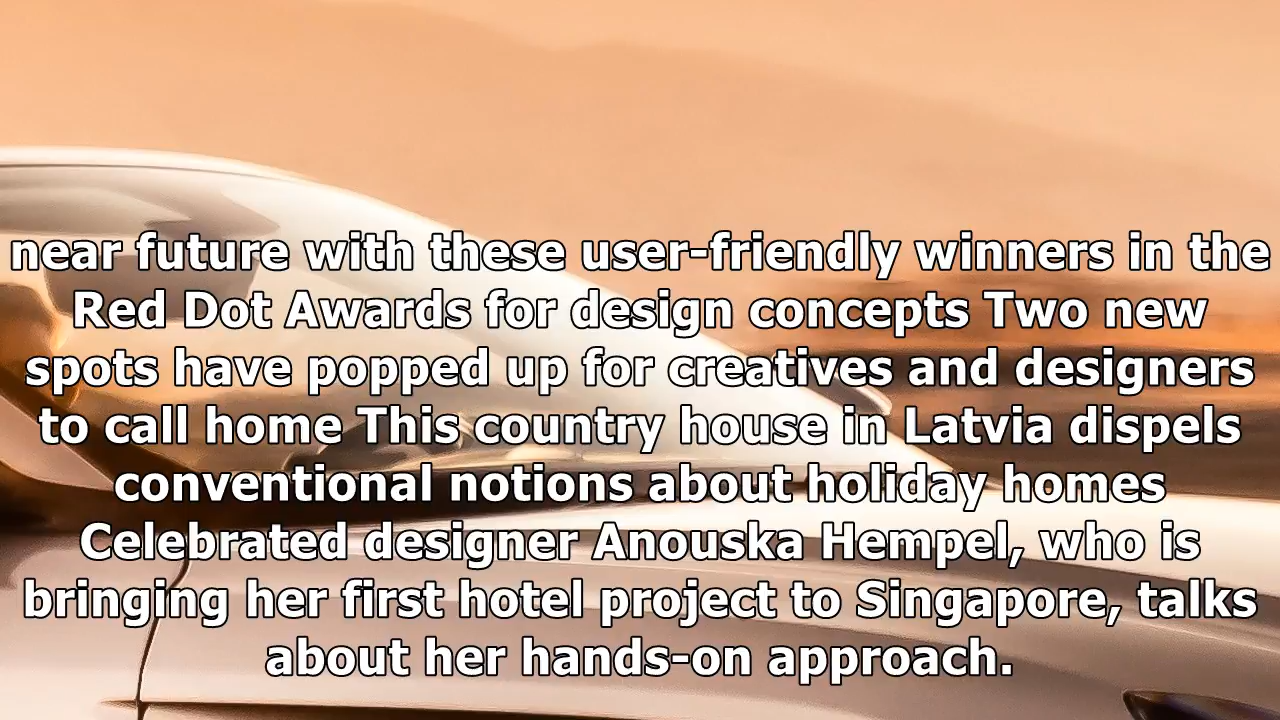 near future with these user-friendly winners in the
Red Dot Awards for design concepts Two new
spots have popped up for creatives and designers
to call home This country house in Latvia dispels
conventional notions about holiday homes
Celebrated designer Anouska Hempel, who is
bringing her first hotel project to Singapore, talks
about her hands-on approach.